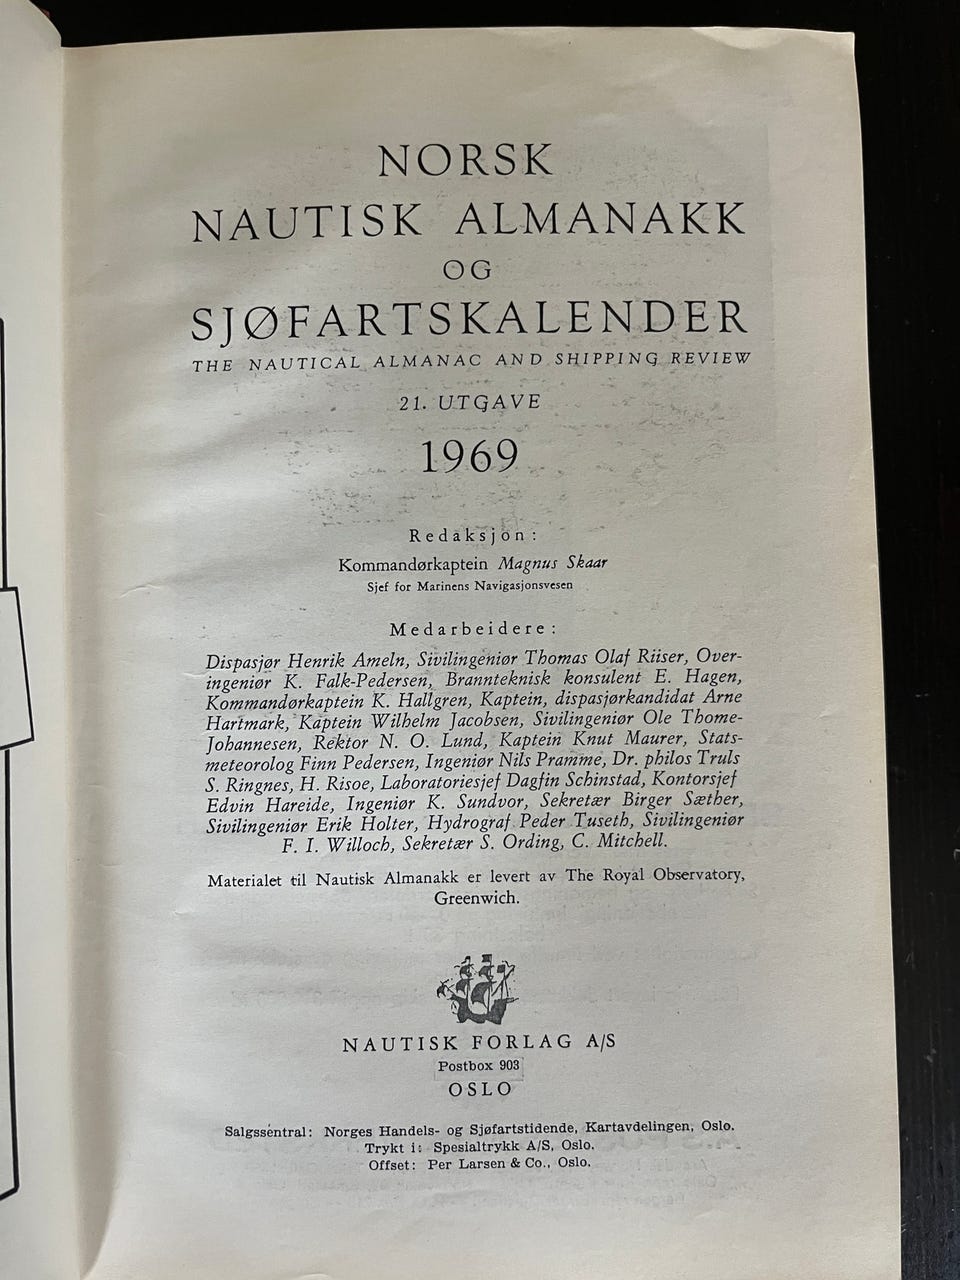 NORSK
NAUTISK ALMANAKK
OG
SJØFARTSKALENDER
THE NAUTICAL ALMANAC AND SHIPPING REVIEW
21. UTGAVE
1969
Redaksjon:
Kommandørkaptein Magnus Skaar
Sjef for Marinens Navigasjonsvesen
Medarbeidere:
Dispasjør Henrik Ameln, Sivilingeniør Thomas Olaf Riiser, Over-
ingeniør K. Falk-Pedersen, Brannteknisk konsulent E. Hagen,
Kommandørkaptein K. Hallgren, Kaptein, dispasjørkandidat Arne
Hartmark, Kaptein Wilhelm Jacobsen, Sivilingeniør Ole Thome-
Johannesen, Rektor N. O. Lund, Kaptein Knut Maurer, Stats-
meteorolog Finn Pedersen, Ingeniør Nils Pramme, Dr. philos Truls
S. Ringnes, H. Risoe, Laboratoriesjef Dagfin Schinstad, Kontorsjef
Edvin Hareide, Ingeniør K. Sundvor, Sekretær Birger Sæther,
Sivilingeniør Erik Holter, Hydrograf Peder Tuseth, Sivilingeniør
F. I. Willoch, Sekretær S. Ording, C. Mitchell.
Materialet til Nautisk Almanakk er levert av The Royal Observatory,
Greenwich.
NAUTISK FORLAG A/S
Postbox 903
OSLO
Salgssentral: Norges Handels- og Sjøfartstidende, Kartavdelingen, Oslo.
Trykt i: Spesialtrykk A/S, Oslo.
Offset: Per Larsen & Co., Oslo.